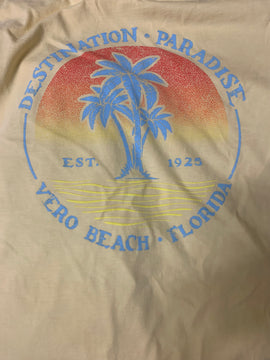 DESTINATION · PARADISE
EST. 1925
VERO BEACH · FLORIDA